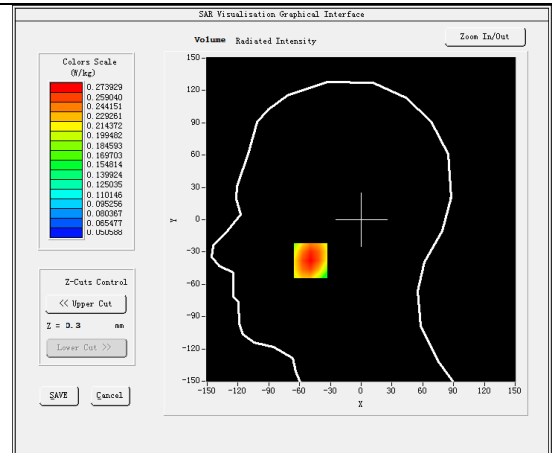 SAR Visualisation Graphical Interface
Volume Radiated Intensity
Zoom In/Out
Colors Scale
(W/kg)
0.273929
0.259040
0.244151
0.229261
0.214372
0.199482
0.184593
0.169703
0.154814
0.139924
0.125035
0.110146
0.095256
0.080367
0.065477
0.050588
Z-Cuts Control
<< Upper Cut
Z = 0.3 mm
Lower Cut >>
SAVE
Cancel
150
120
90
60
30
0
-30
-60
-90
-120
-150
Y
-150 -120 -90 -60 -30 0 30 60 90 120 150
X